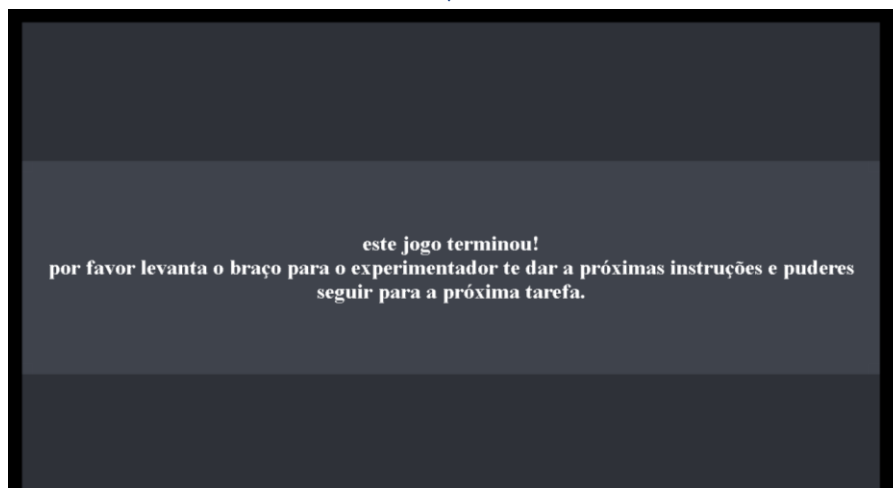 este jogo terminou!
por favor levanta o braço para o experimentador te dar a próximas instruções e puderes
seguir para a próxima tarefa.